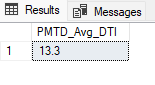 Results Messages
PMTD_Avg_DTI
1 13.3